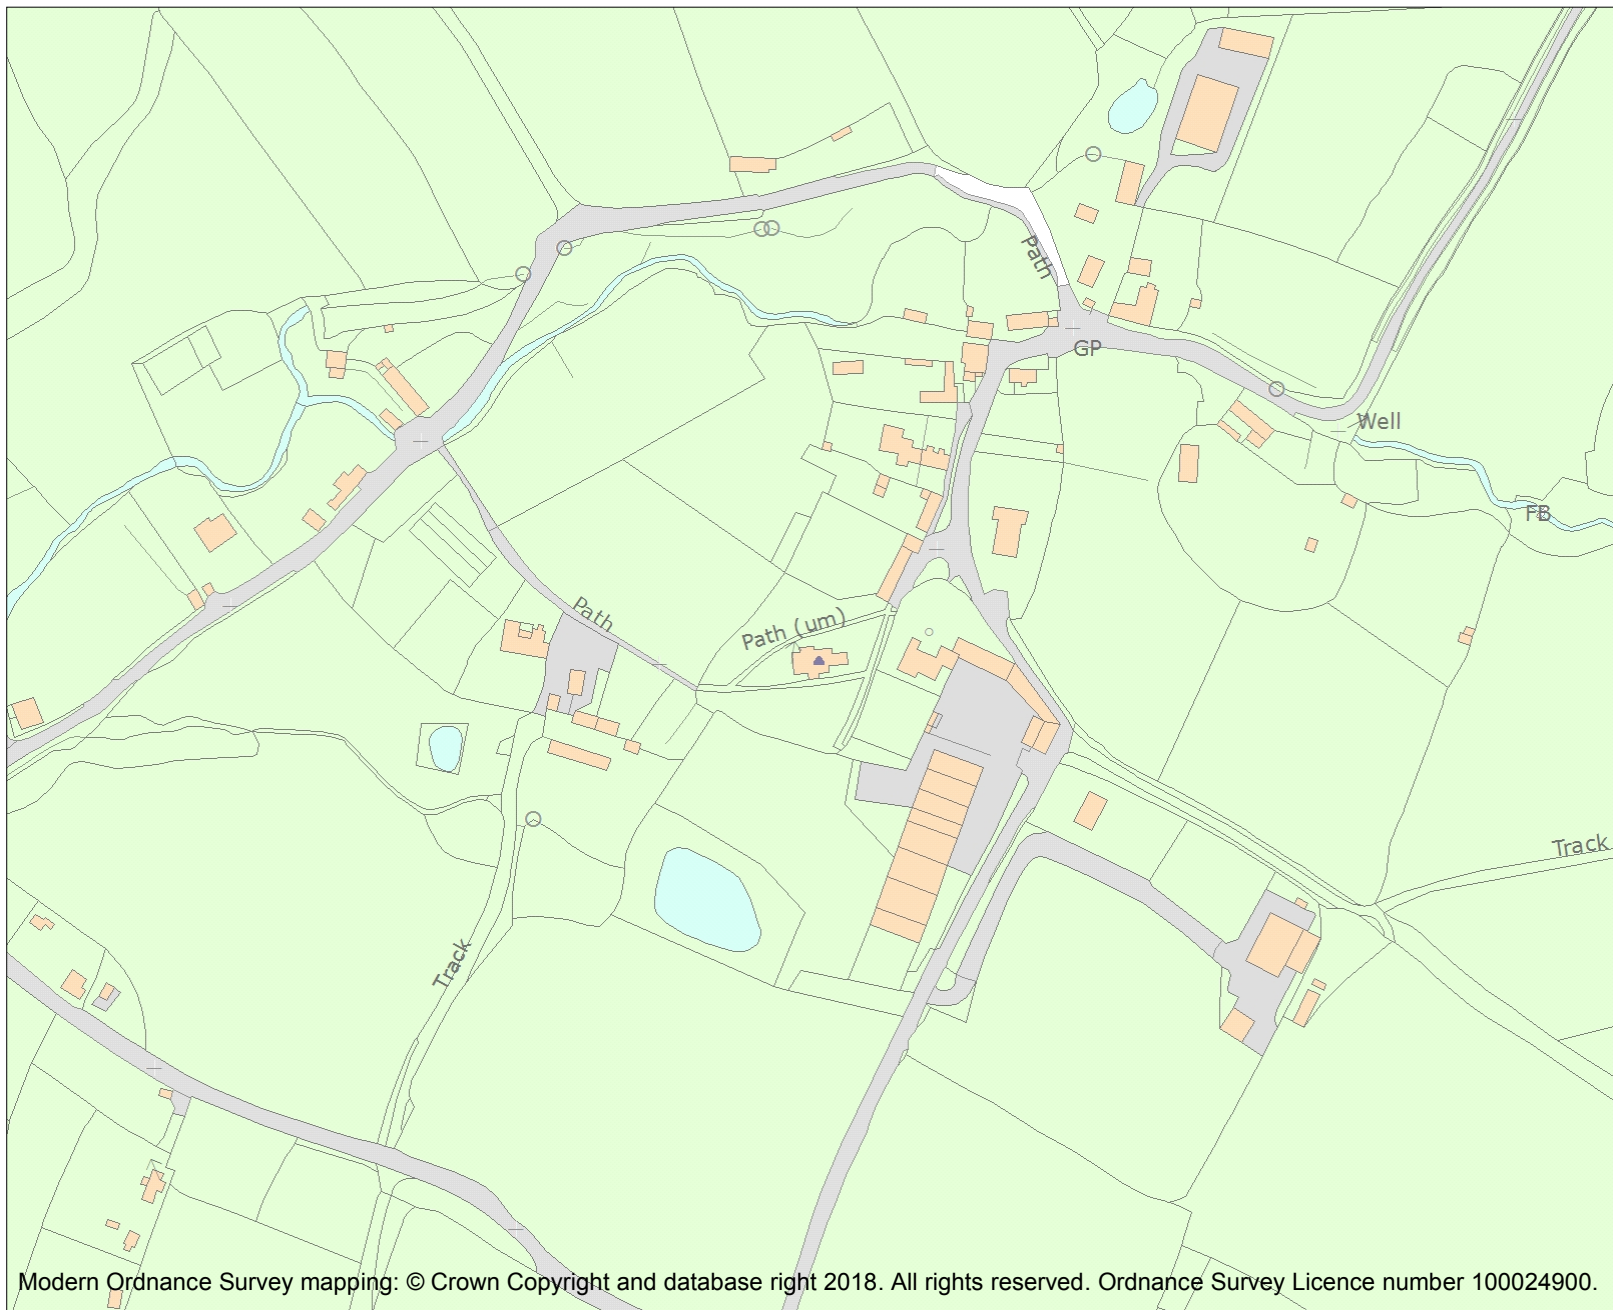 Path
GP
Well
FB
Path
Path (um)
Track
Track
Modern Ordnance Survey mapping: © Crown Copyright and database right 2018. All rights reserved. Ordnance Survey Licence number 100024900.